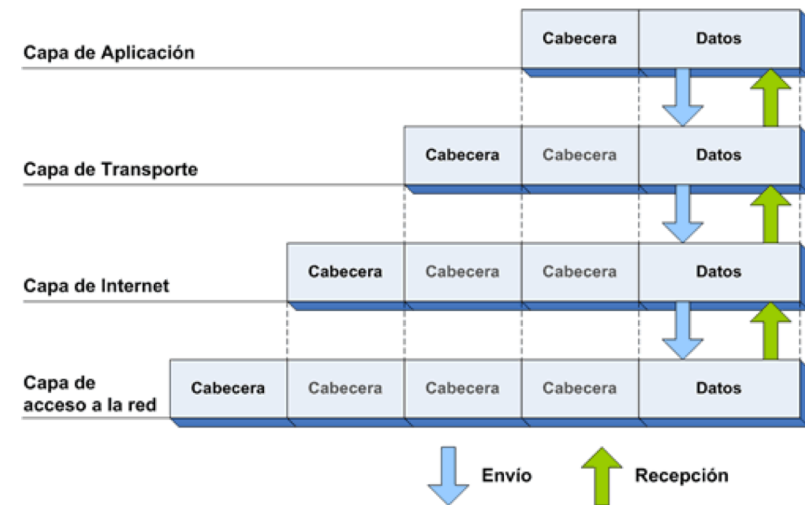 Capa de Aplicación
Cabecera Datos
Capa de Transporte
Cabecera Cabecera Datos
Capa de Internet
Cabecera Cabecera Cabecera Datos
Capa de
acceso a la red
Cabecera Cabecera Cabecera Cabecera Datos
Envío Recepción